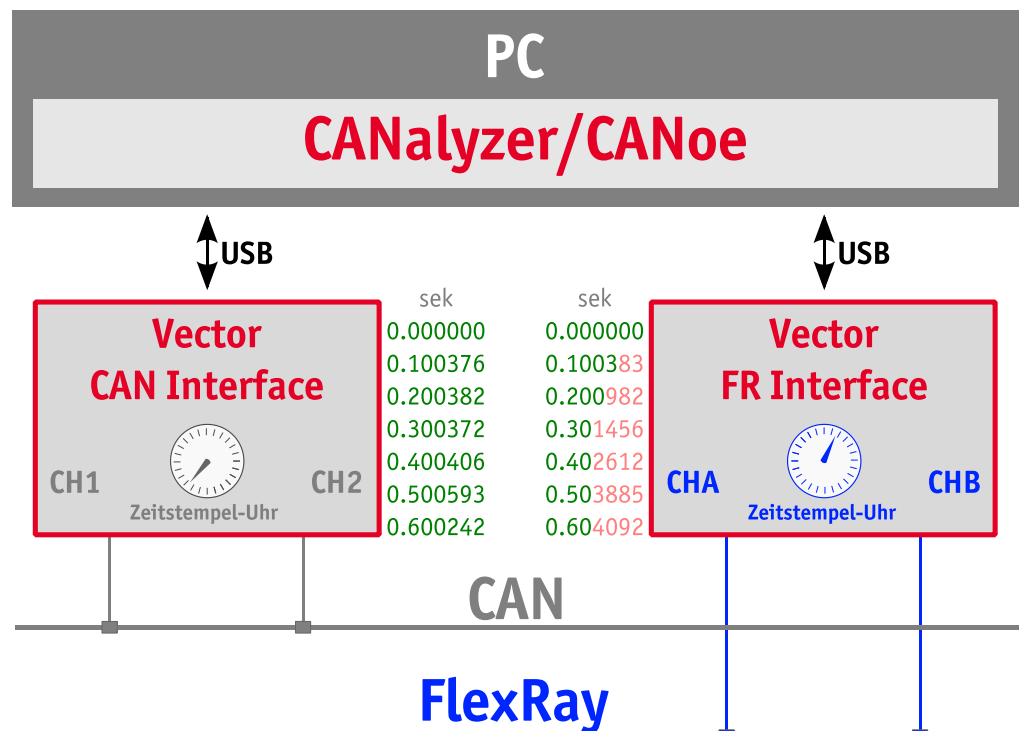 PC
CANalyzer/CANoe
USB
USB
Vector
CAN Interface
CH1
CH2
Zeitstempel-Uhr
sek
0.000000
0.100376
0.200382
0.300372
0.400406
0.500593
0.600242
sek
0.000000
0.100383
0.200982
0.301456
0.402612
0.503885
0.604092
Vector
FR Interface
CHA
CHB
Zeitstempel-Uhr
CAN
FlexRay